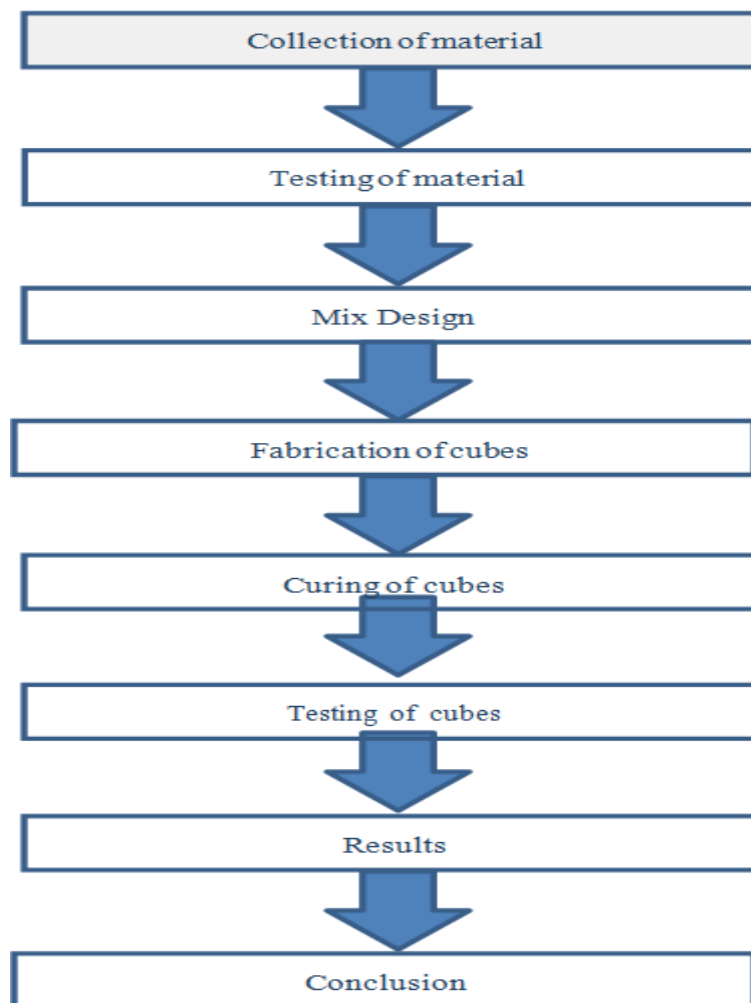 Collection of material
Testing of material
Mix Design
Fabrication of cubes
Curing of cubes
Testing of cubes
Results
Conclusion